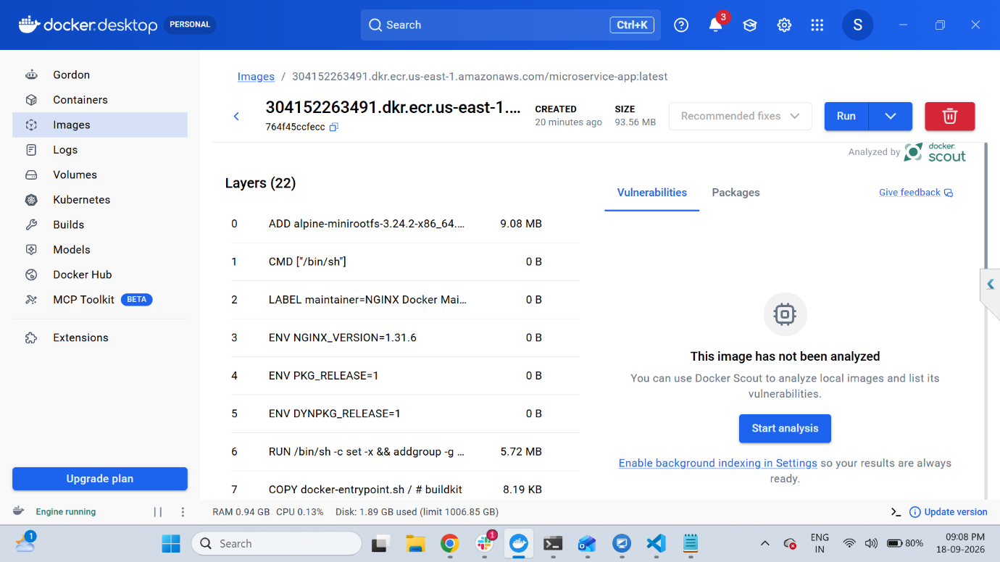 docker.desktop PERSONAL
Search Ctrl+K
3
S
Gordon
Containers
Images
Logs
Volumes
Kubernetes
Builds
Models
Docker Hub
MCP Toolkit BETA
Extensions
Upgrade plan
Images / 304152263491.dkr.ecr.us-east-1.amazonaws.com/microservice-app:latest
304152263491.dkr.ecr.us-east-1....
764f45ccfecc
CREATED
20 minutes ago
SIZE
93.56 MB
Recommended fixes
Run
Analyzed by docker scout
Layers (22)
0 ADD alpine-minirootfs-3.24.2-x86_64.... 9.08 MB
1 CMD ["/bin/sh"] 0 B
2 LABEL maintainer=NGINX Docker Mai... 0 B
3 ENV NGINX_VERSION=1.31.6 0 B
4 ENV PKG_RELEASE=1 0 B
5 ENV DYNPKG_RELEASE=1 0 B
6 RUN /bin/sh -c set -x && addgroup -g ... 5.72 MB
7 COPY docker-entrypoint.sh / # buildkit 8.19 KB
Vulnerabilities
Packages
Give feedback
This image has not been analyzed
You can use Docker Scout to analyze local images and list its
vulnerabilities.
Start analysis
Enable background indexing in Settings so your results are always
ready.
Engine running
RAM 0.94 GB CPU 0.13% Disk: 1.89 GB used (limit 1006.85 GB)
Update version
1
Search
1
ENG
IN
80%
09:08 PM
18-09-2026